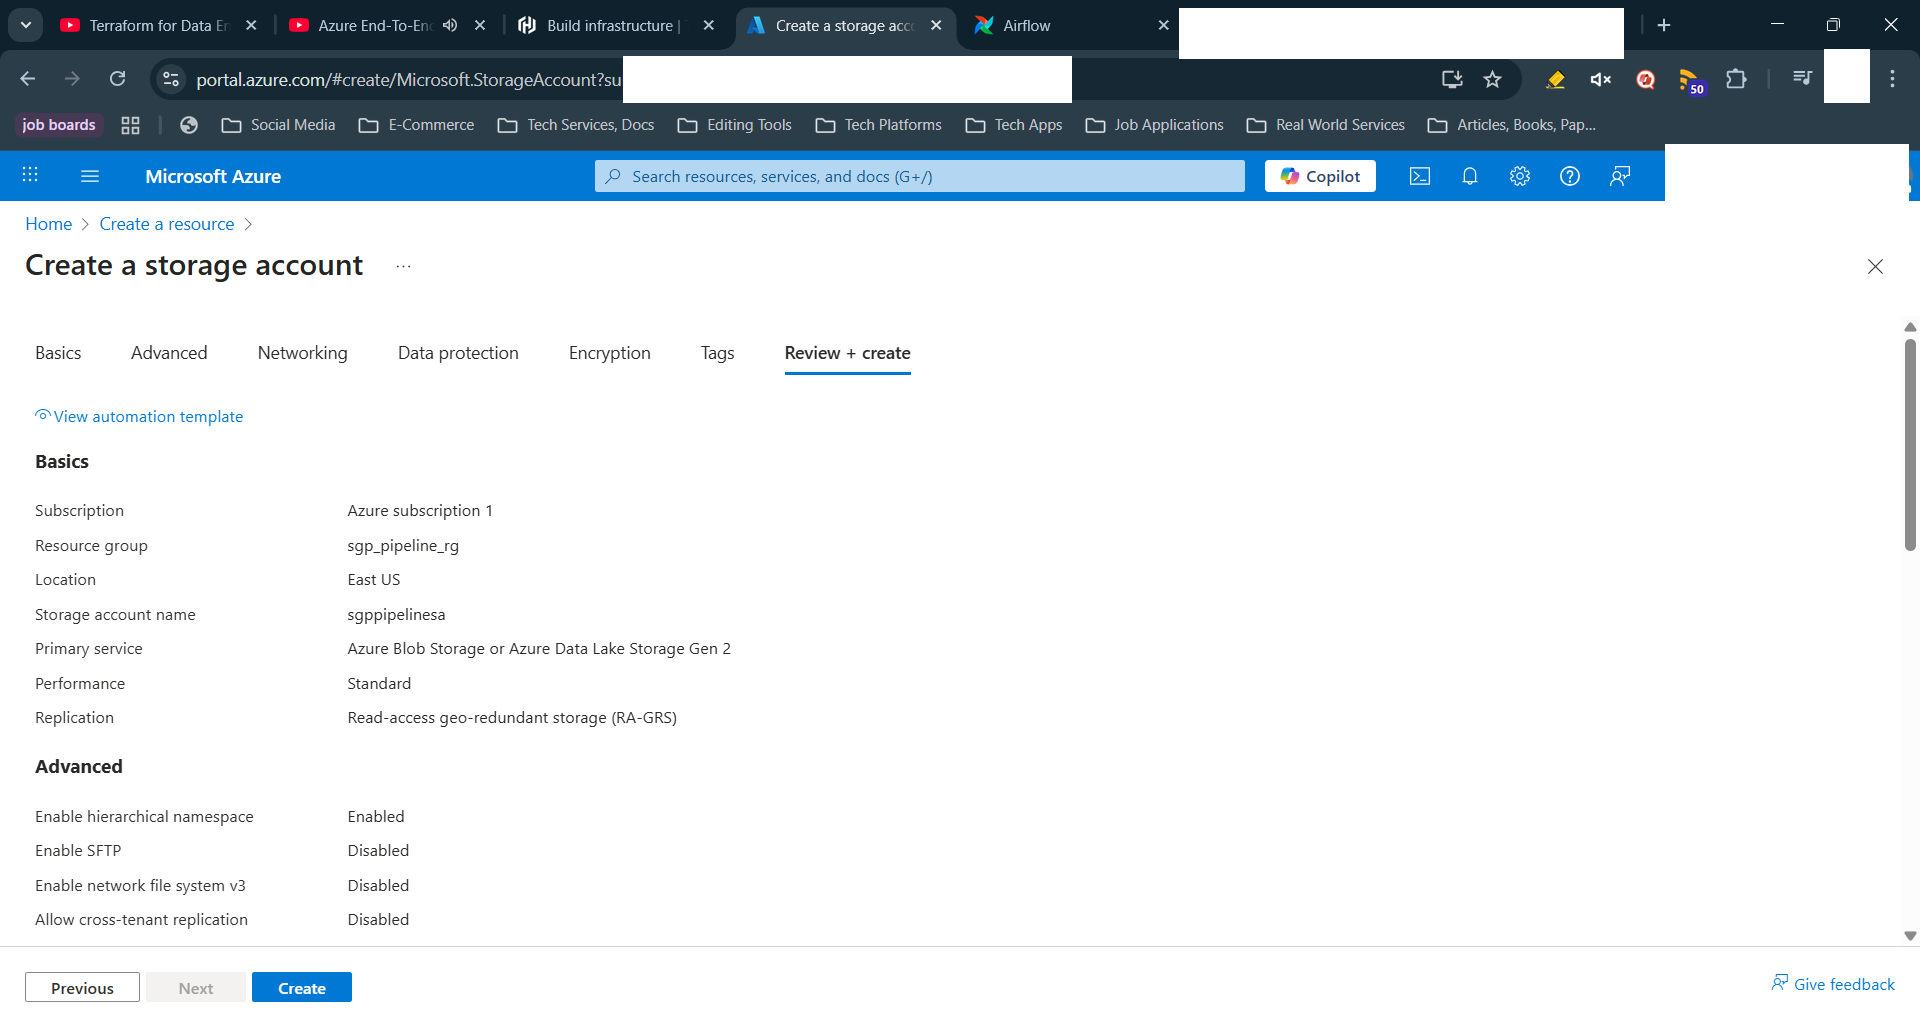 Terraform for Data En
Azure End-To-En
Build infrastructure |
Create a storage acc
Airflow
portal.azure.com/#create/Microsoft.StorageAccount?su
50
job boards
Social Media
E-Commerce
Tech Services, Docs
Editing Tools
Tech Platforms
Tech Apps
Job Applications
Real World Services
Articles, Books, Pap...
Microsoft Azure
Search resources, services, and docs (G+/)
Copilot
Home > Create a resource >
Create a storage account ...
Basics
Advanced
Networking
Data protection
Encryption
Tags
Review + create
View automation template
Basics
Subscription Azure subscription 1
Resource group sgp_pipeline_rg
Location East US
Storage account name sgppipelinesa
Primary service Azure Blob Storage or Azure Data Lake Storage Gen 2
Performance Standard
Replication Read-access geo-redundant storage (RA-GRS)
Advanced
Enable hierarchical namespace Enabled
Enable SFTP Disabled
Enable network file system v3 Disabled
Allow cross-tenant replication Disabled
Previous
Next
Create
Give feedback